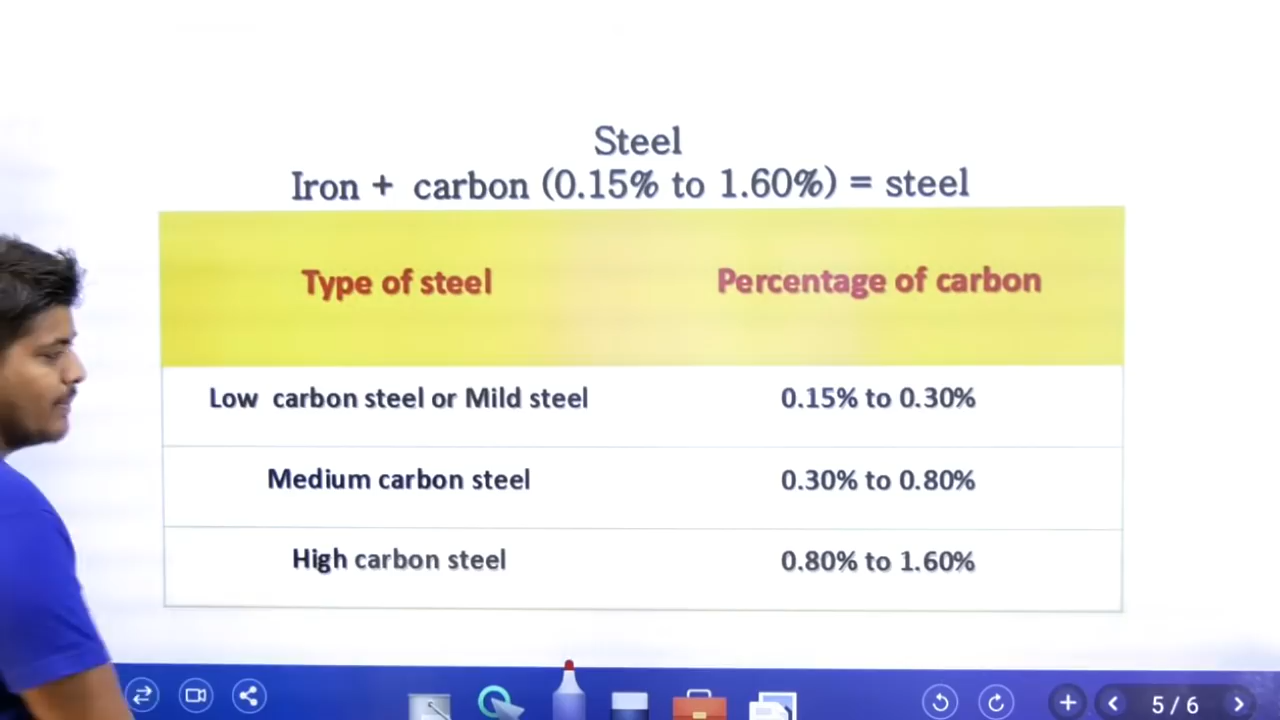 Steel
Iron + carbon (0.15% to 1.60%) = steel
Type of steel Percentage of carbon
Low carbon steel or Mild steel 0.15% to 0.30%
Medium carbon steel 0.30% to 0.80%
High carbon steel 0.80% to 1.60%
5 / 6